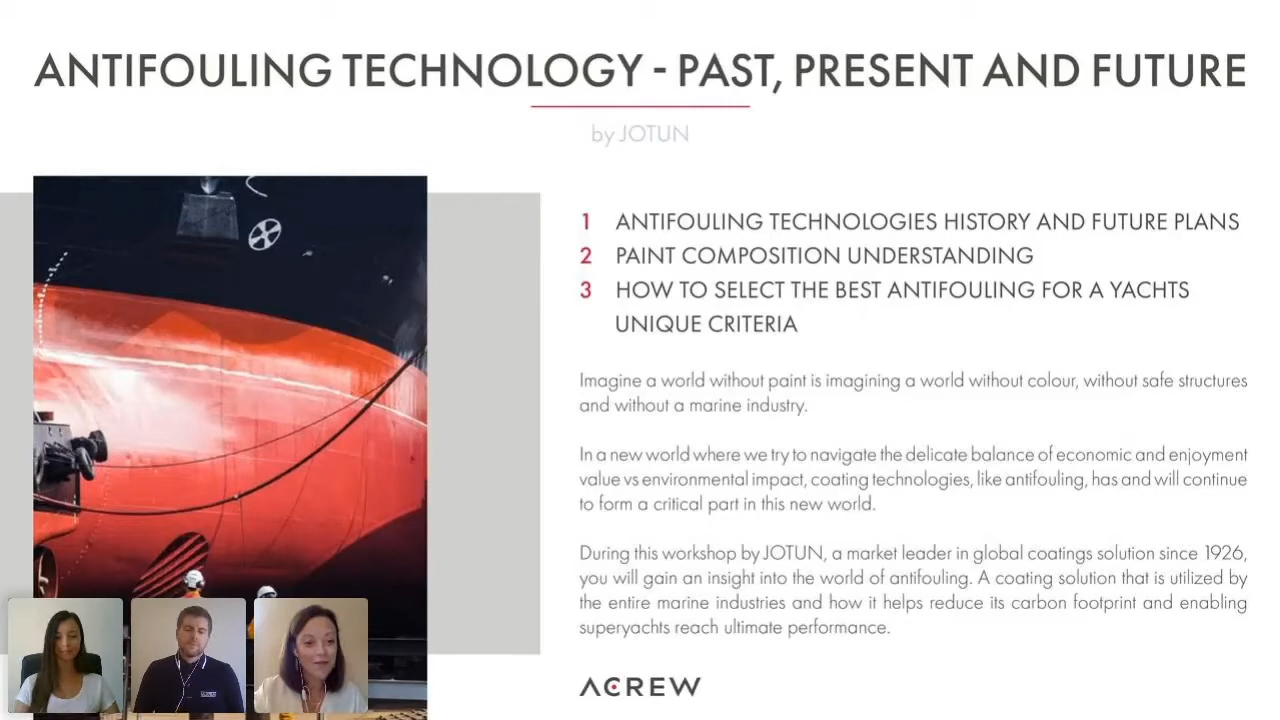 ANTIFOULING TECHNOLOGY - PAST, PRESENT AND FUTURE
by JOTUN
1 ANTIFOULING TECHNOLOGIES HISTORY AND FUTURE PLANS
2 PAINT COMPOSITION UNDERSTANDING
3 HOW TO SELECT THE BEST ANTIFOULING FOR A YACHTS
UNIQUE CRITERIA
Imagine a world without paint is imagining a world without colour, without safe structures
and without a marine industry.
In a new world where we try to navigate the delicate balance of economic and enjoyment
value vs environmental impact, coating technologies, like antifouling, has and will continue
to form a critical part in this new world.
During this workshop by JOTUN, a market leader in global coatings solution since 1926,
you will gain an insight into the world of antifouling. A coating solution that is utilized by
the entire marine industries and how it helps reduce its carbon footprint and enabling
superyachts reach ultimate performance.
ACREW